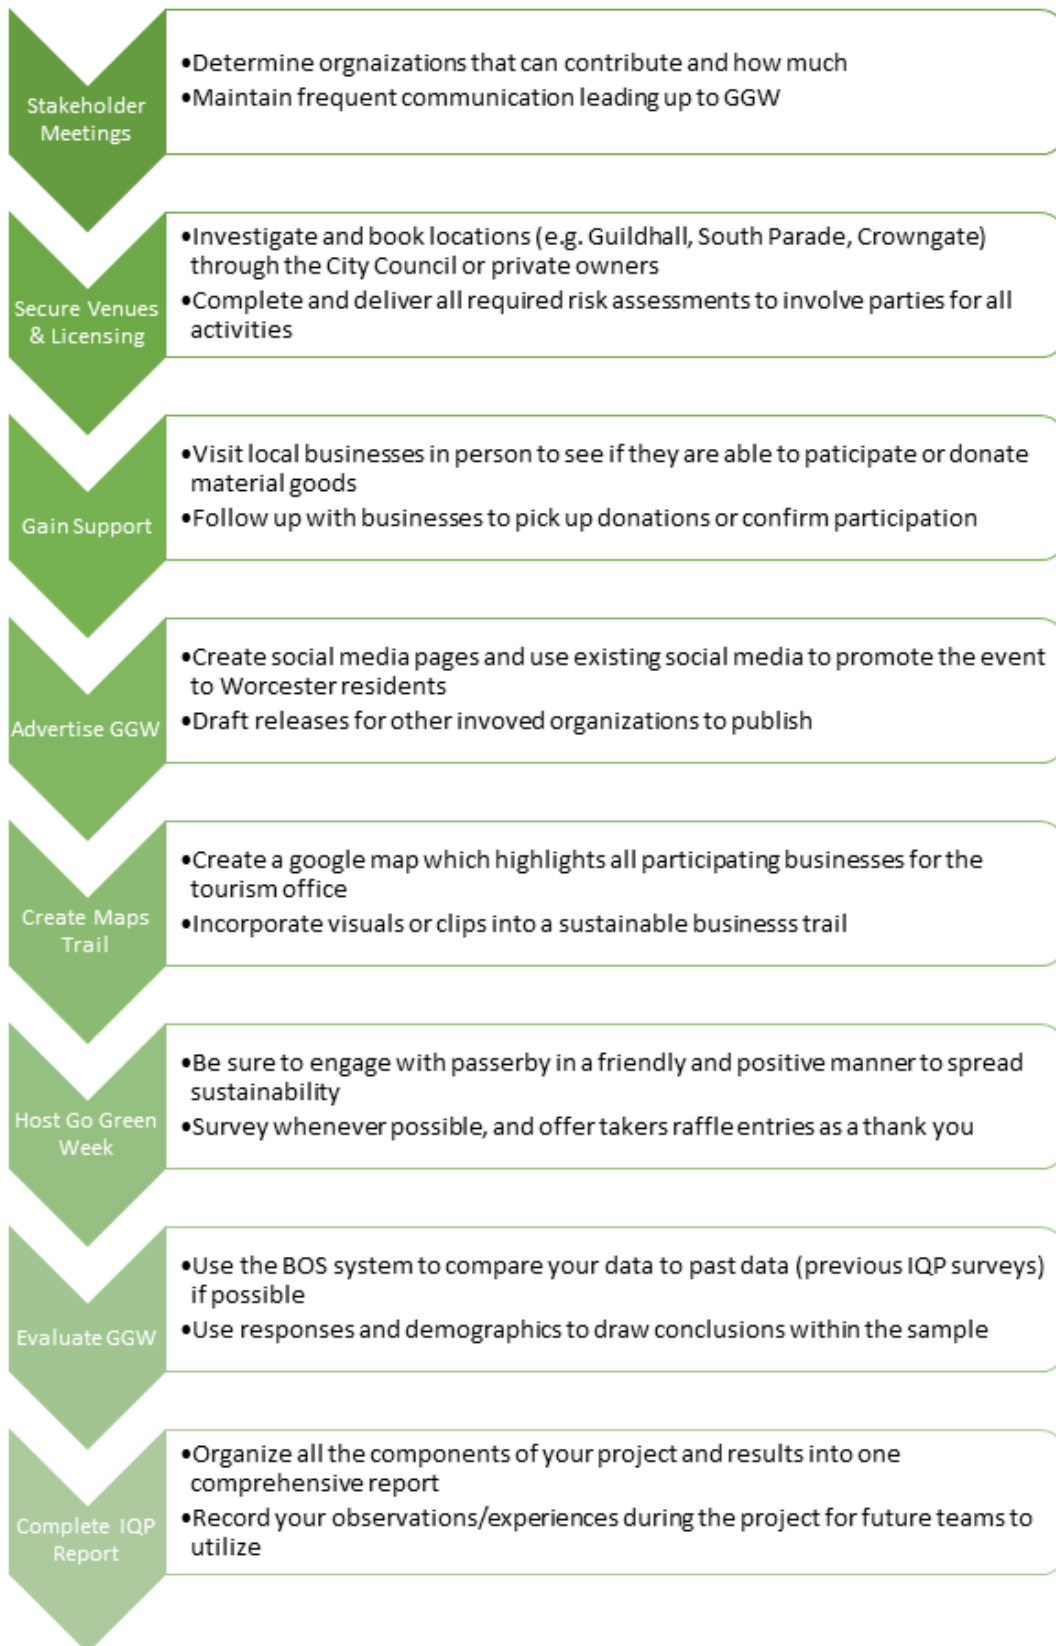 Stakeholder
Meetings
•Determine orgnaizations that can contribute and how much
•Maintain frequent communication leading up to GGW
Secure Venues
& Licensing
•Investigate and book locations (e.g. Guildhall, South Parade, Crowngate)
through the City Council or private owners
•Complete and deliver all required risk assessments to involve parties for all
activities
Gain Support
•Visit local businesses in person to see if they are able to paticipate or donate
material goods
•Follow up with businesses to pick up donations or confirm participation
Advertise GGW
•Create social media pages and use existing social media to promote the event
to Worcester residents
•Draft releases for other invoved organizations to publish
Create Maps
Trail
•Create a google map which highlights all participating businesses for the
tourism office
•Incorporate visuals or clips into a sustainable businesss trail
Host Go Green
Week
•Be sure to engage with passerby in a friendly and positive manner to spread
sustainability
•Survey whenever possible, and offer takers raffle entries as a thank you
Evaluate GGW
•Use the BOS system to compare your data to past data (previous IQP surveys)
if possible
•Use responses and demographics to draw conclusions within the sample
Complete IQP
Report
•Organize all the components of your project and results into one
comprehensive report
•Record your observations/experiences during the project for future teams to
utilize